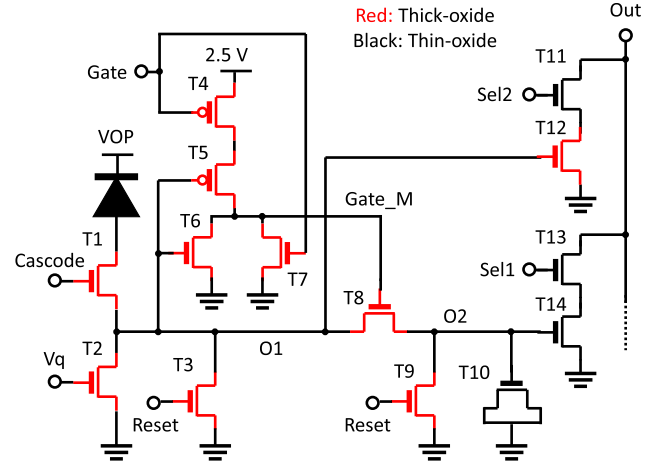 Red: Thick-oxide
Black: Thin-oxide
Out
2.5 V
T11
Gate
T4
Sel2
VOP
T5
T12
Gate_M
T6
T1
T13
Cascode
T7
Sel1
T8
T14
T2
O1
O2
Vq
T3
T9
T10
Reset
Reset